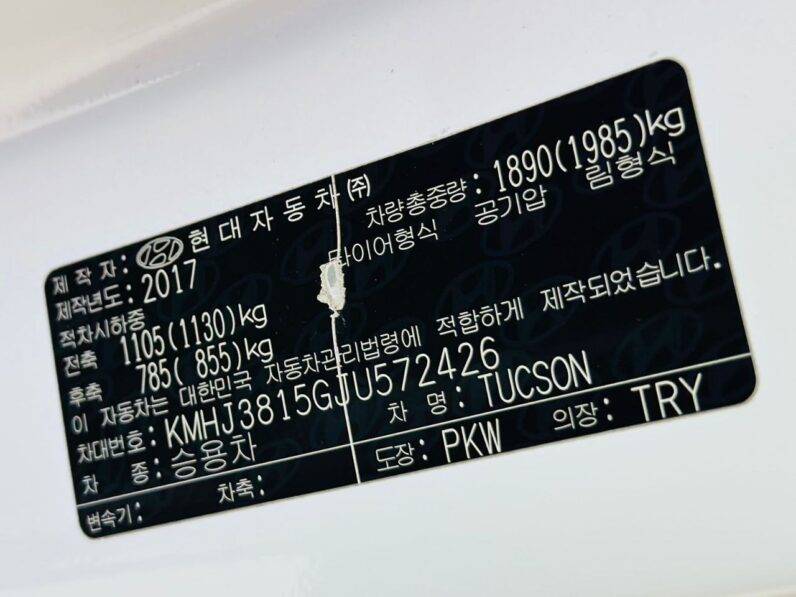 제 작 자 : 현 대 자 동 차 ㈜
제작년도 : 2017
차량총중량 : 1890(1985)kg
적차시하중
타이어형식 공기압 림형식
전축 1105(1130)kg
후축 785( 855)kg
이 자동차는 대한민국 자동차관리법령에 적합하게 제작되었습니다.
차대번호 : KMHJ3815GJU572426
차 종 : 승용차
차 명 : TUCSON
변속기 : 차축 : 도장 : PKW 의장 : TRY